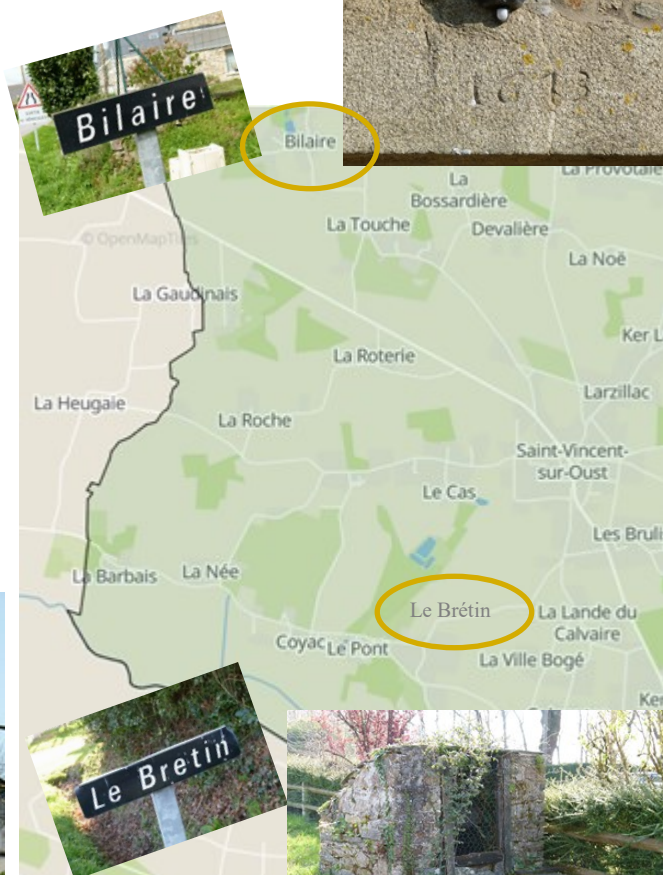 1673
Bilaire
Bilaire
La Provotaie
La
Bossardière
La Touche
Devalière
© OpenMapTiles
La Noë
La Gaudinais
Ker L
La Roterie
La Heugaie
Larzillac
La Roche
Saint-Vincent-
sur-Oust
Le Cas
Les Bruli
La Barbais
La Née
Le Brétin
La Lande du
Calvaire
Coyac
Le Pont
La Ville Bogé
Ke
Le Bretin